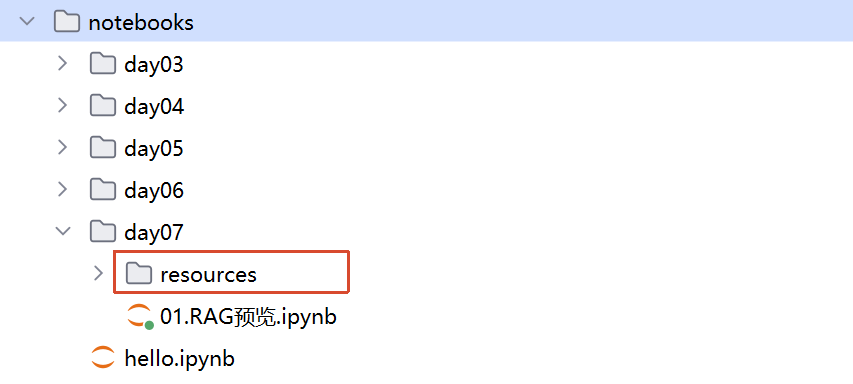 notebooks
day03
day04
day05
day06
day07
resources
01.RAG预览.ipynb
hello.ipynb